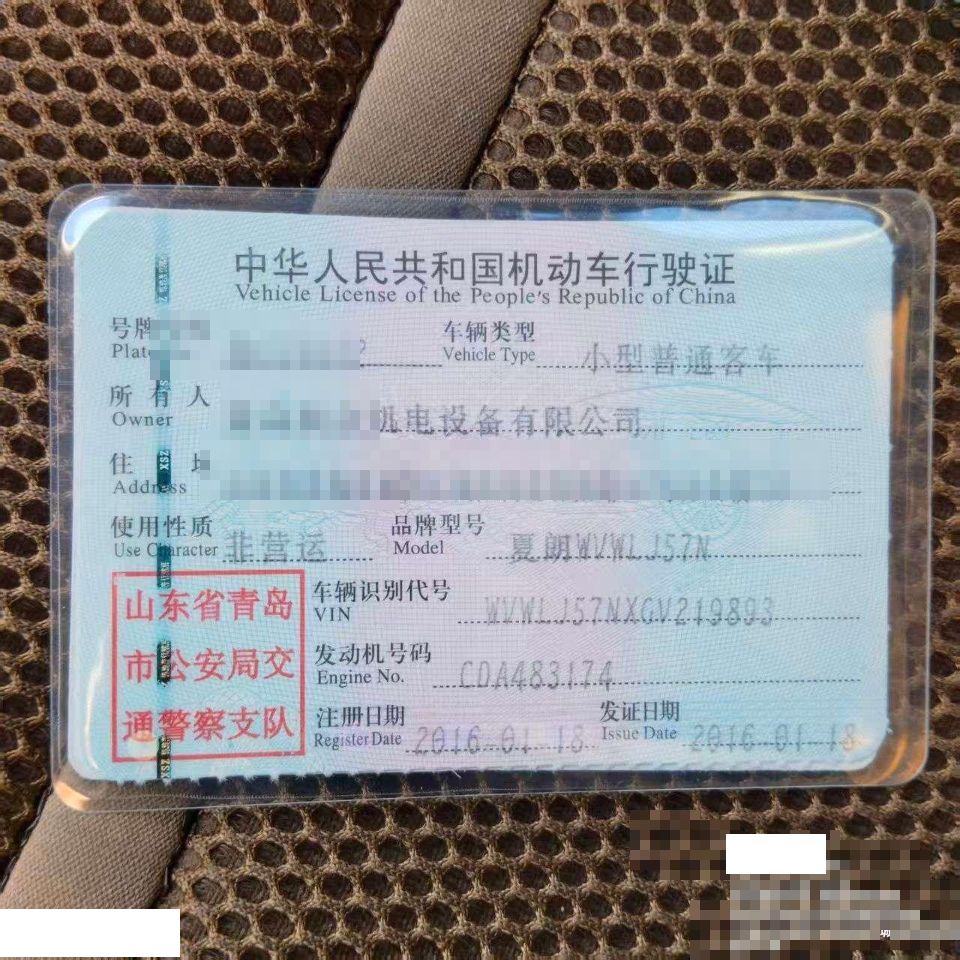 中华人民共和国机动车行驶证
Vehicle License of the People's Republic of China
号牌
Plate
车辆类型
Vehicle Type
小型普通客车
所有人
Owner
机电设备有限公司
住
Address
使用性质
Use Character
非营运
品牌型号
Model
夏朗WVWLJ57N
山东省青岛
市公安局交
通警察支队
车辆识别代号
VIN
WVWLJ57NXGV219893
发动机号码
Engine No.
CDA483174
注册日期
Register Date
2016-01-18
发证日期
Issue Date
2016-01-18
XSZ